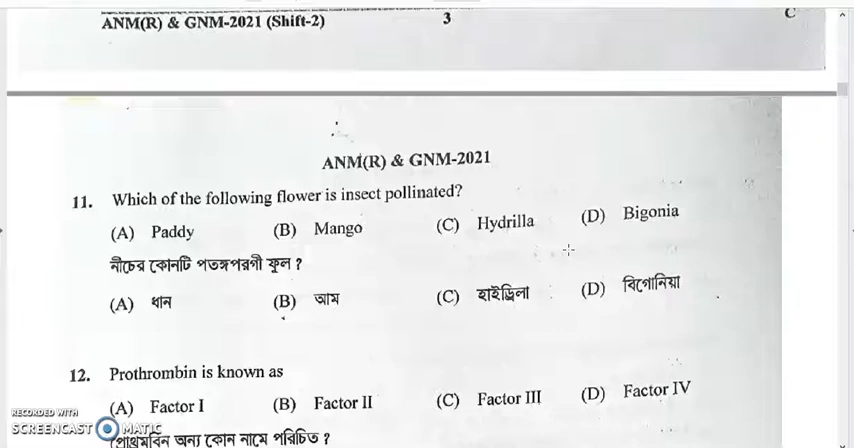 ANM(R) & GNM-2021 (Shift-2) 3 C
ANM(R) & GNM-2021
11. Which of the following flower is insect pollinated?
(A) Paddy (B) Mango (C) Hydrilla (D) Bigonia
নীচের কোনটি পতঙ্গপরাগী ফুল ?
(A) ধান (B) আম (C) হাইড্রিলা (D) বিগোনিয়া
12. Prothrombin is known as
(A) Factor I (B) Factor II (C) Factor III (D) Factor IV
প্রোথ্রমবিন অন্য কোন নামে পরিচিত ?
RECORDED WITH
SCREENCAST MATIC